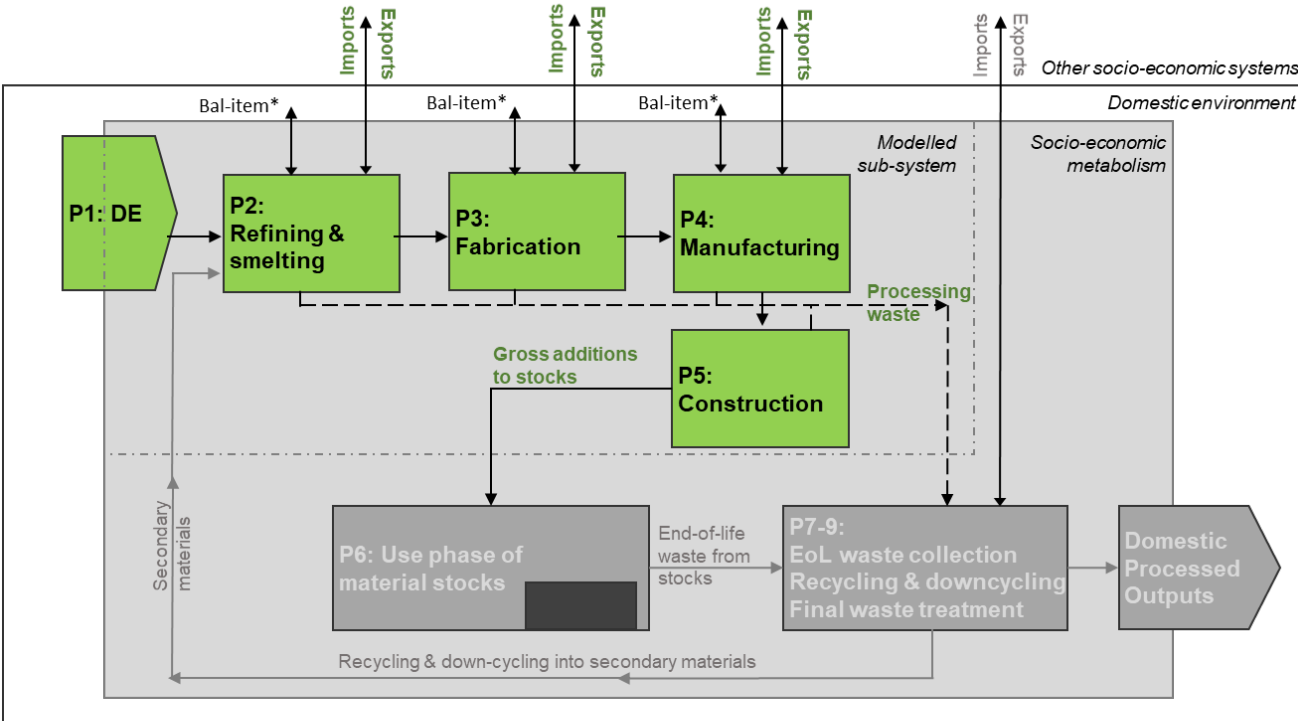 Imports
Exports
Imports
Exports
Imports
Exports
Imports
Exports
Other socio-economic systems
Bal-item*
Bal-item*
Bal-item*
Domestic environment
Modelled
sub-system
Socio-economic
metabolism
P1: DE
P2:
Refining &
smelting
P3:
Fabrication
P4:
Manufacturing
Processing
waste
Gross additions
to stocks
P5:
Construction
Secondary
materials
P6: Use phase of
material stocks
End-of-life
waste from
stocks
P7-9:
EoL waste collection
Recycling & downcycling
Final waste treatment
Domestic
Processed
Outputs
Recycling & down-cycling into secondary materials